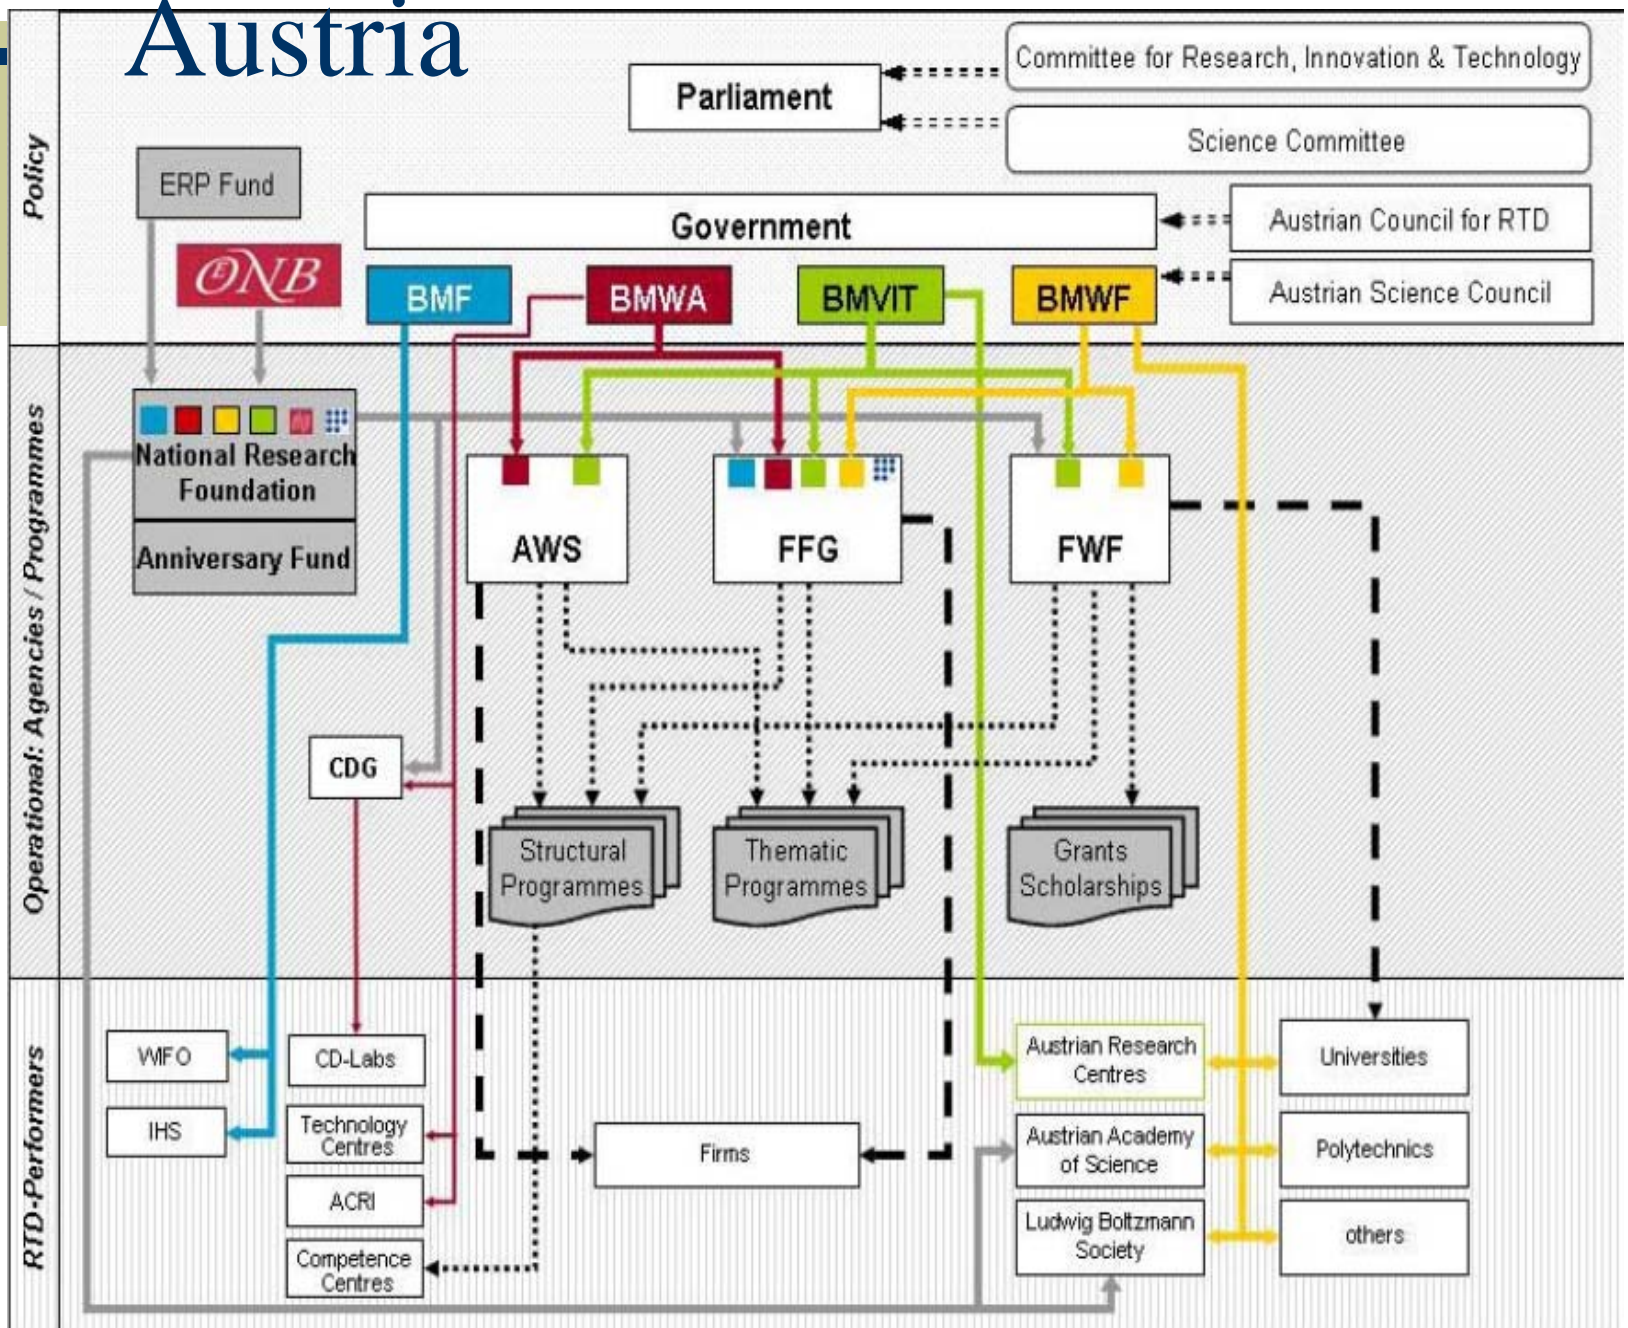 Austria
Policy
Committee for Research, Innovation & Technology
Parliament
Science Committee
ERP Fund
Government
Austrian Council for RTD
OeNB
BMF
BMWA
BMVIT
BMWF
Austrian Science Council
Operational: Agencies / Programmes
National Research
Foundation
Anniversary Fund
AWS
FFG
FWF
CDG
Structural
Programmes
Thematic
Programmes
Grants
Scholarships
RTD-Performers
WIFO
IHS
CD-Labs
Technology
Centres
ACRI
Competence
Centres
Firms
Austrian Research
Centres
Austrian Academy
of Science
Ludwig Boltzmann
Society
Universities
Polytechnics
others